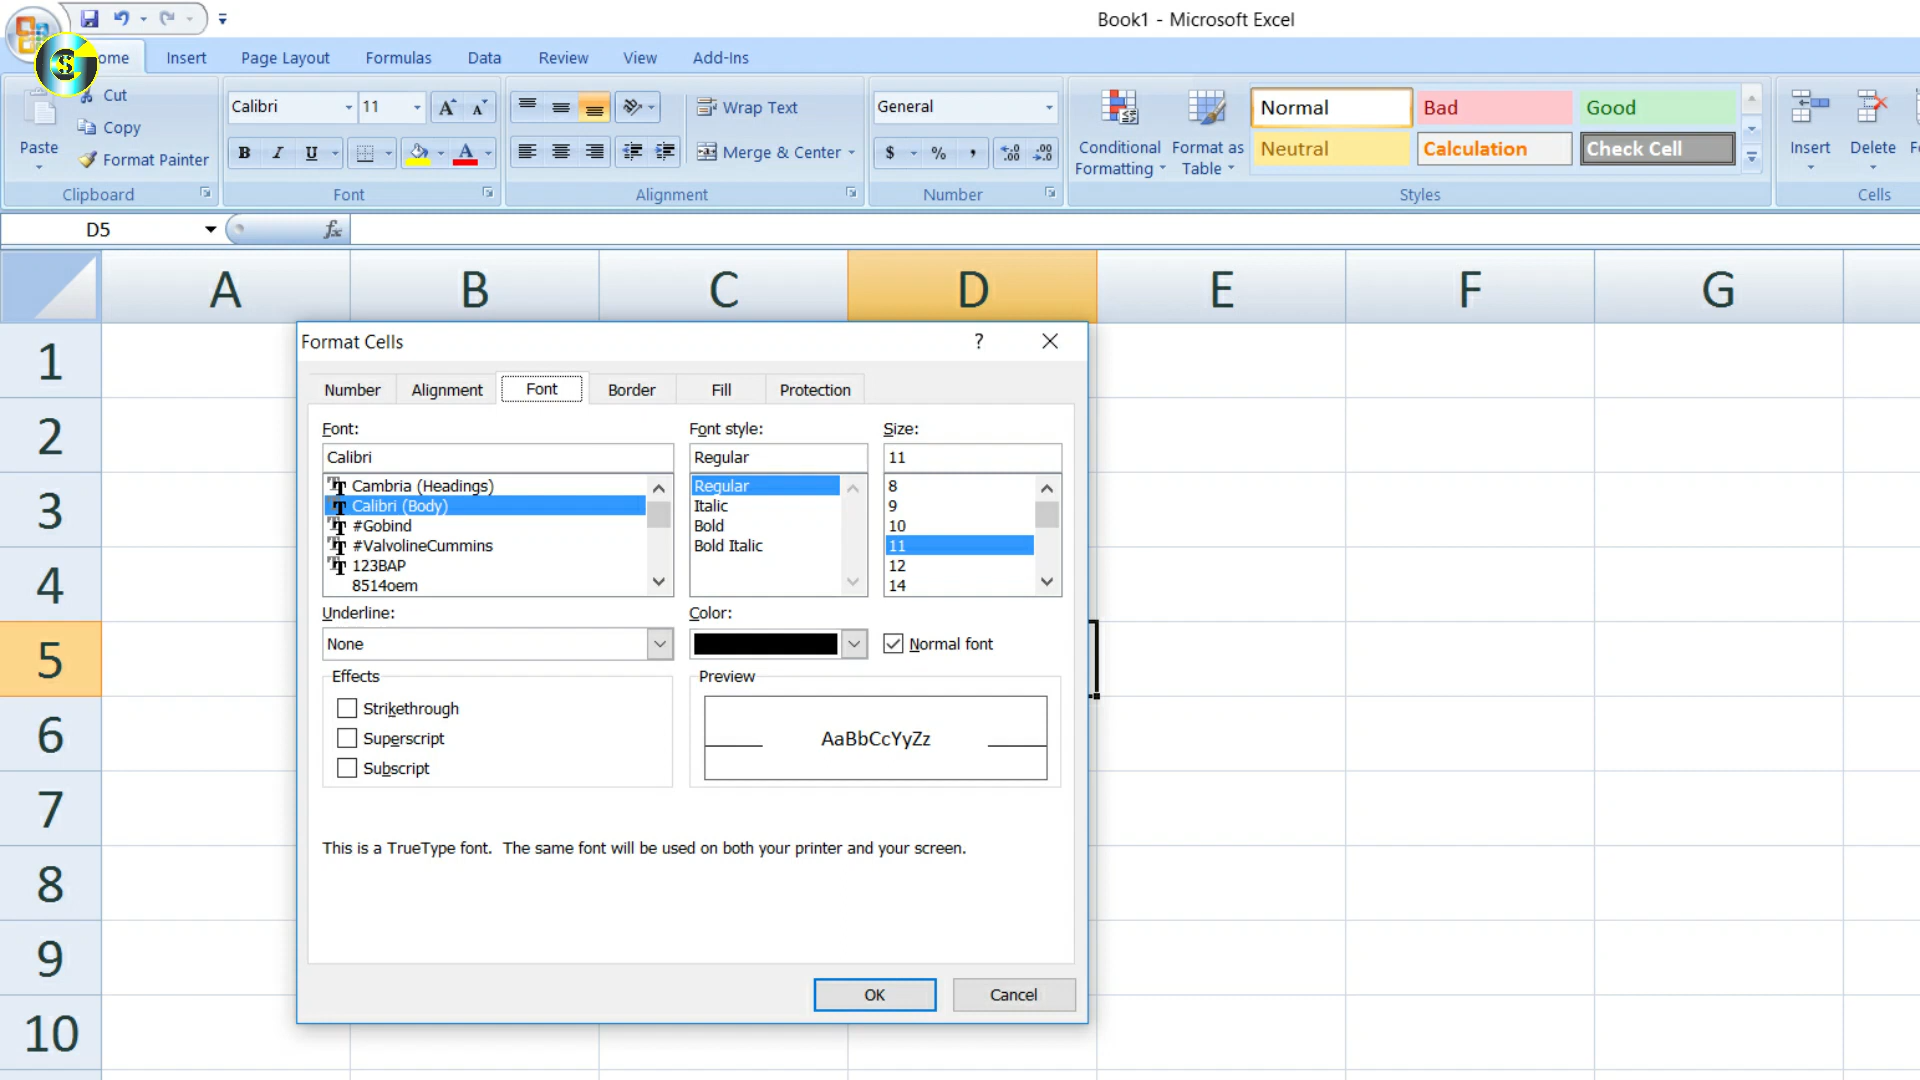 Book1 - Microsoft Excel
ome Insert Page Layout Formulas Data Review View Add-Ins
Cut
Copy
Format Painter
Paste
Clipboard
Calibri 11
B I U A
Font
Wrap Text
Merge & Center
Alignment
General
$ % ,
Number
Conditional Formatting
Format as Table
Normal Bad Good
Neutral Calculation Check Cell
Styles
Insert Delete
Cells
D5 fx
A B C D E F G
1
2
3
4
5
6
7
8
9
10
Format Cells ?
Number Alignment Font Border Fill Protection
Font: Font style: Size:
Calibri Regular 11
Cambria (Headings) Regular 8
Calibri (Body) Italic 9
#Gobind Bold 10
#ValvolineCummins Bold Italic 11
123BAP 12
8514oem 14
Underline: Color:
None Normal font
Effects Preview
Strikethrough
Superscript AaBbCcYyZz
Subscript
This is a TrueType font. The same font will be used on both your printer and your screen.
OK Cancel